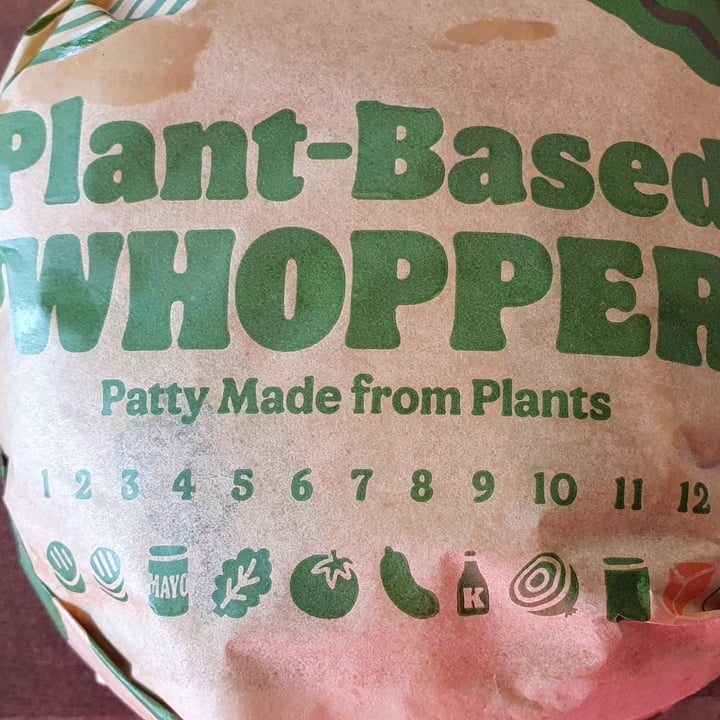 Plant-Based
WHOPPER
Patty Made from Plants
1 2 3 4 5 6 7 8 9 10 11 12
MAYO
K